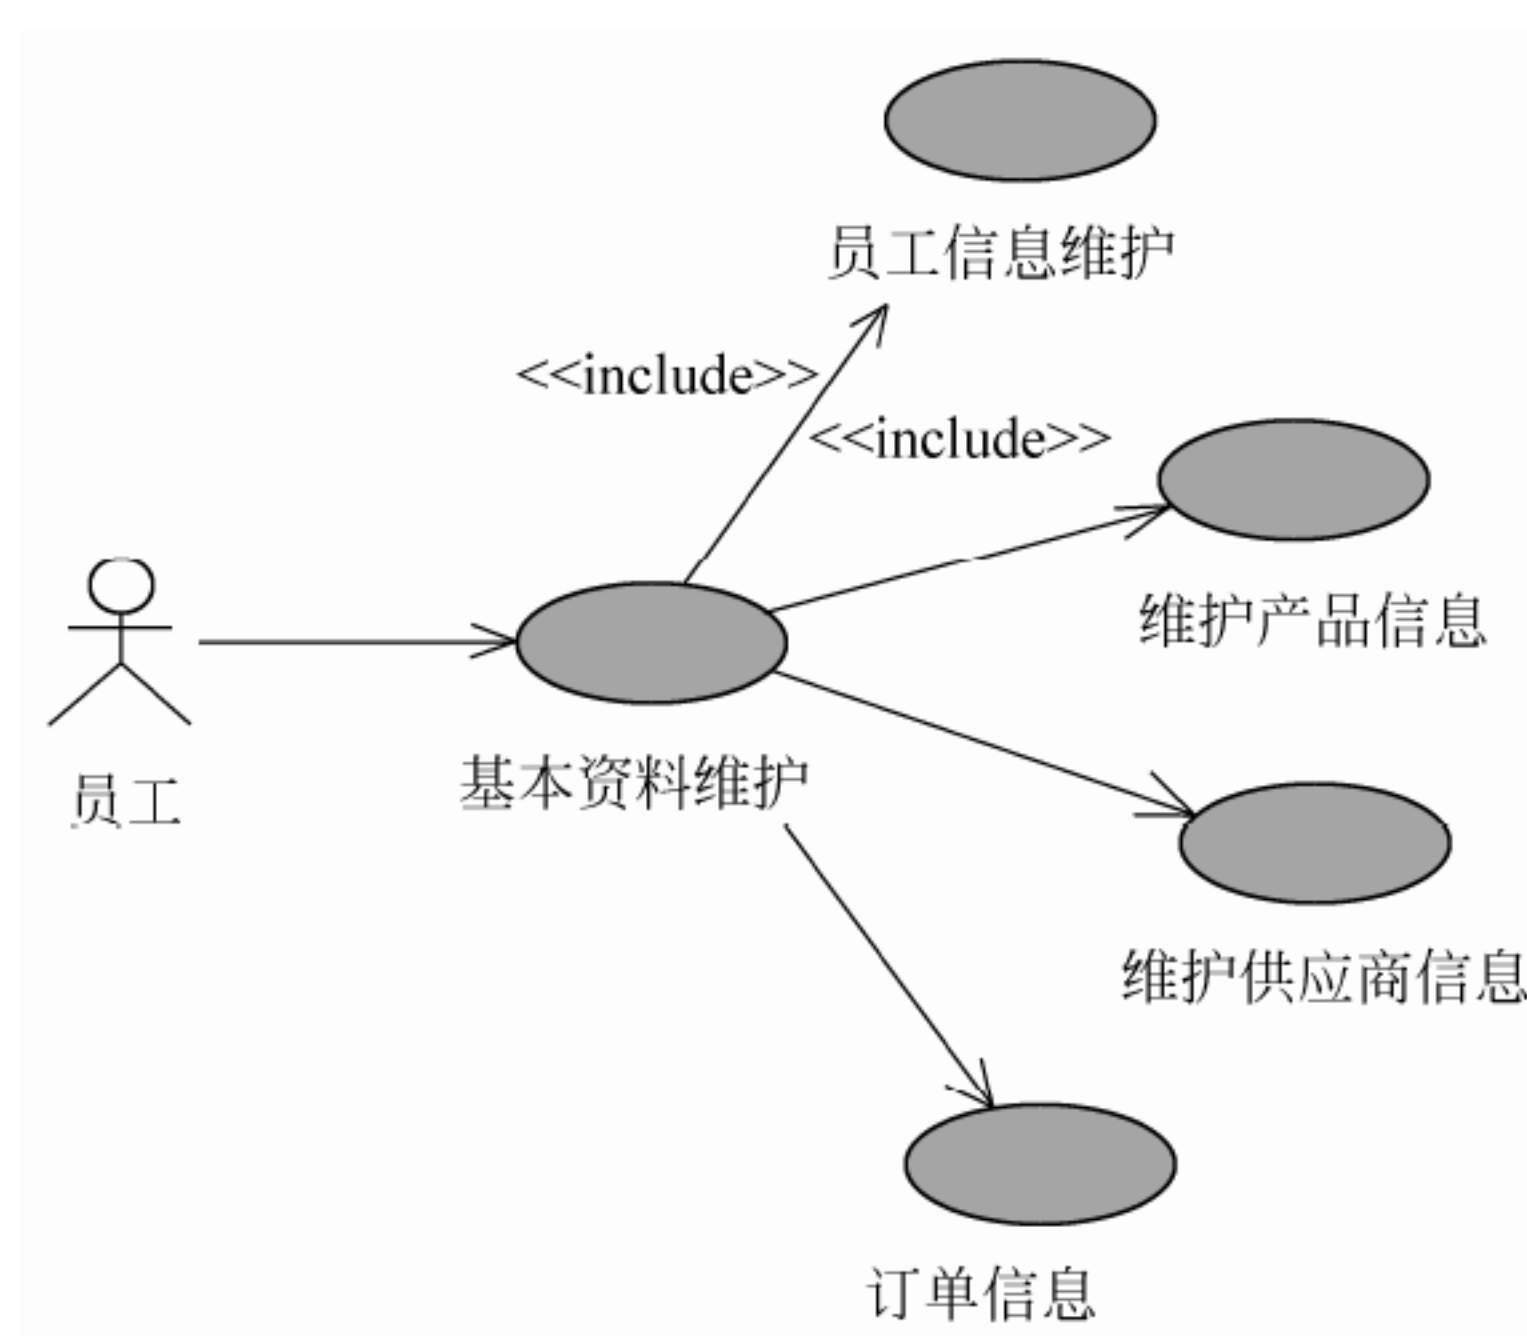 员工信息维护
<<include>>
<<include>>
维护产品信息
员工
基本资料维护
维护供应商信息
订单信息